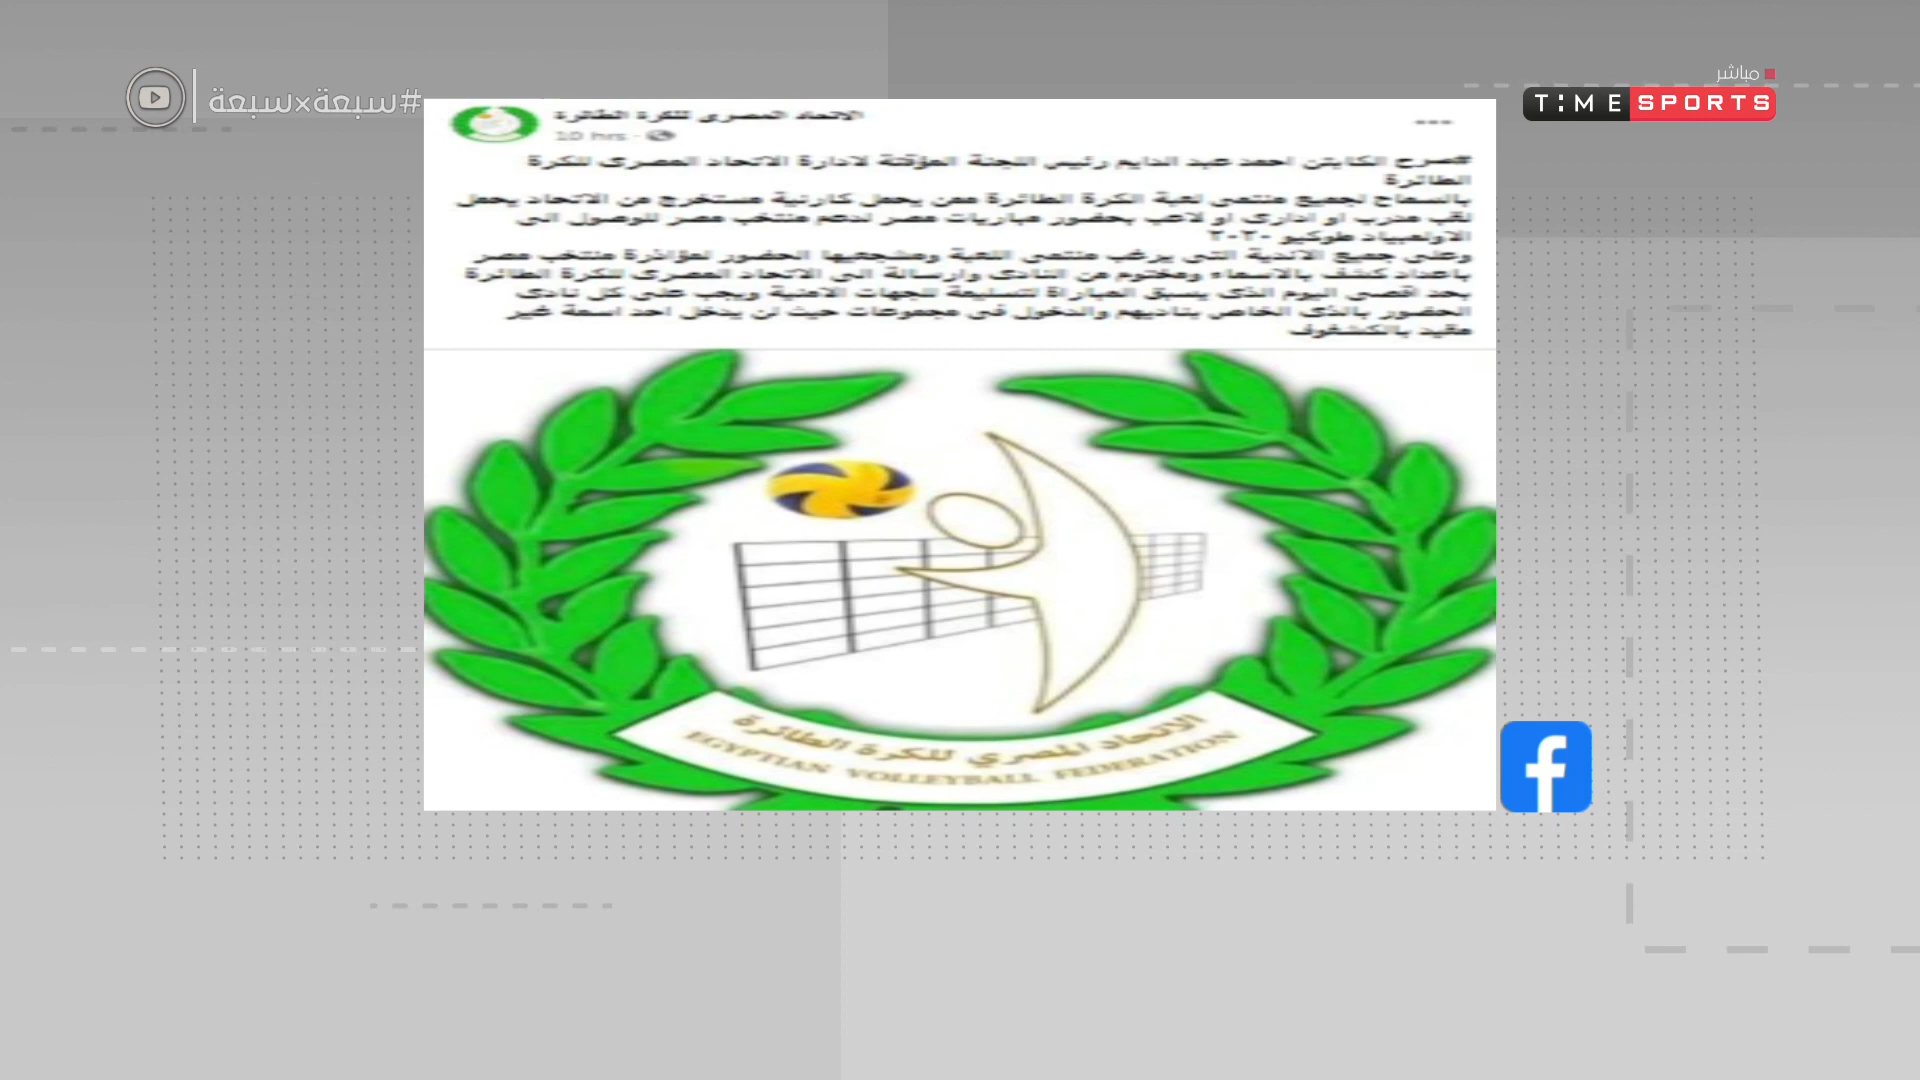 #سبعة×سبعة
مباشر
TIME SPORTS
الاتحاد المصرى للكرة الطائرة
10 hrs ·
#صرح الكابتن احمد عبد الدايم رئيس اللجنة المؤقتة لادارة الاتحاد المصرى للكرة
الطائرة
بالسماح لجميع منتمى لعبة الكرة الطائرة ممن يحمل كارنية مستخرج من الاتحاد يحمل
لقب مدرب او ادارى او لاعب بحضور مباريات مصر لدعم منتخب مصر للوصول الى
الاولمبياد طوكيو ٢٠٢٠
وعلى جميع الاندية التى يرغب منتمى اللعبة ومشجعيها الحضور لمؤاذرة منتخب مصر
باعداد كشف بالاسماء ومختوم من النادى وارسالة الى الاتحاد المصرى للكرة الطائرة
بحد اقصى اليوم الذى يسبق المباراة لتسليمة للجهات الامنية ويجب على كل نادى
الحضور بالذى الخاص بناديهم والدخول فى مجموعات حيث لن يدخل احد اسمة غير
مقيد بالكشوف
الاتحاد المصري للكرة الطائرة
EGYPTIAN VOLLEYBALL FEDERATION